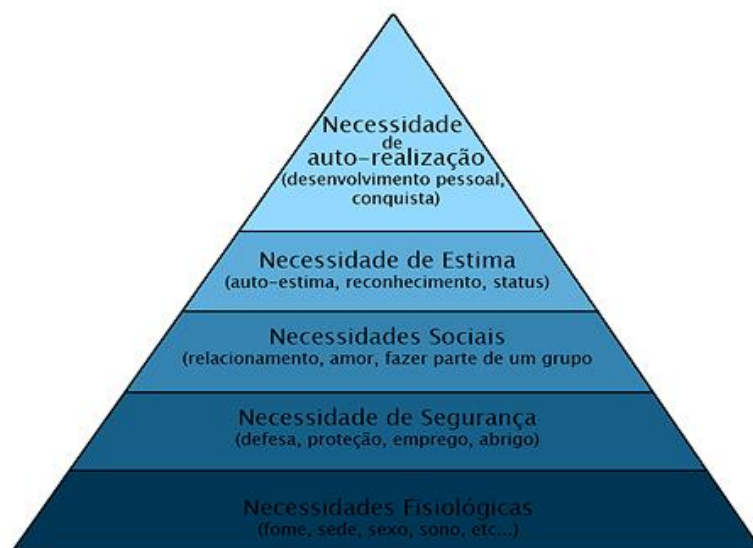 Necessidade
de
auto-realização
(desenvolvimento pessoal,
conquista)
Necessidade de Estima
(auto-estima, reconhecimento, status)
Necessidades Sociais
(relacionamento, amor, fazer parte de um grupo
Necessidade de Segurança
(defesa, proteção, emprego, abrigo)
Necessidades Fisiológicas
(fome, sede, sexo, sono, etc...)